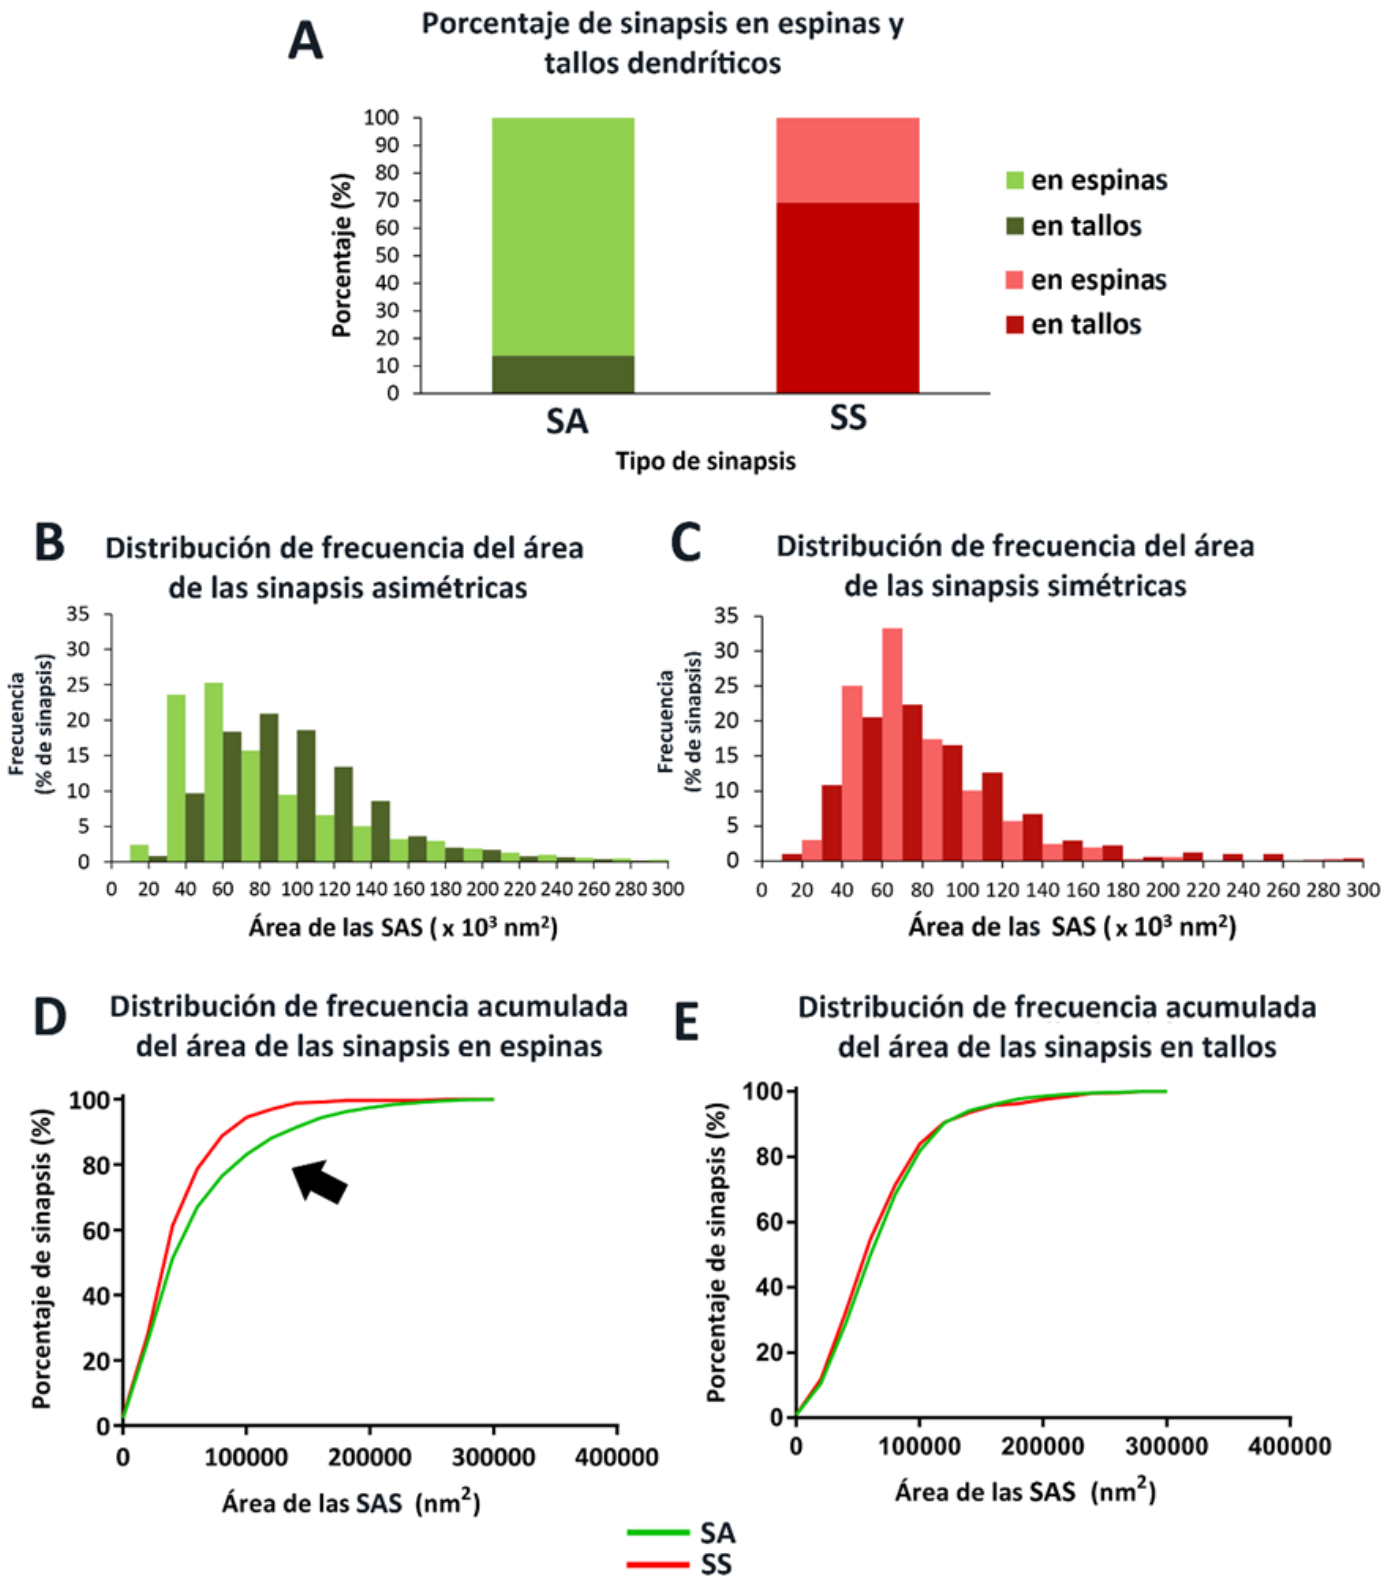 A
Porcentaje de sinapsis en espinas y
tallos dendríticos
Porcentaje (%)
100
90
80
70
60
50
40
30
20
10
0
SA
SS
Tipo de sinapsis
en espinas
en tallos
en espinas
en tallos
B
Distribución de frecuencia del área
de las sinapsis asimétricas
Frecuencia
(% de sinapsis)
35
30
25
20
15
10
5
0
0 20 40 60 80 100 120 140 160 180 200 220 240 260 280 300
Área de las SAS ( x 10³ nm²)
C
Distribución de frecuencia del área
de las sinapsis simétricas
Frecuencia
(% de sinapsis)
35
30
25
20
15
10
5
0
0 20 40 60 80 100 120 140 160 180 200 220 240 260 280 300
Área de las SAS ( x 10³ nm²)
D
Distribución de frecuencia acumulada
del área de las sinapsis en espinas
Porcentaje de sinapsis (%)
100
80
60
40
20
0
0 100000 200000 300000 400000
Área de las SAS (nm²)
E
Distribución de frecuencia acumulada
del área de las sinapsis en tallos
Porcentaje de sinapsis (%)
100
80
60
40
20
0
0 100000 200000 300000 400000
Área de las SAS (nm²)
SA
SS